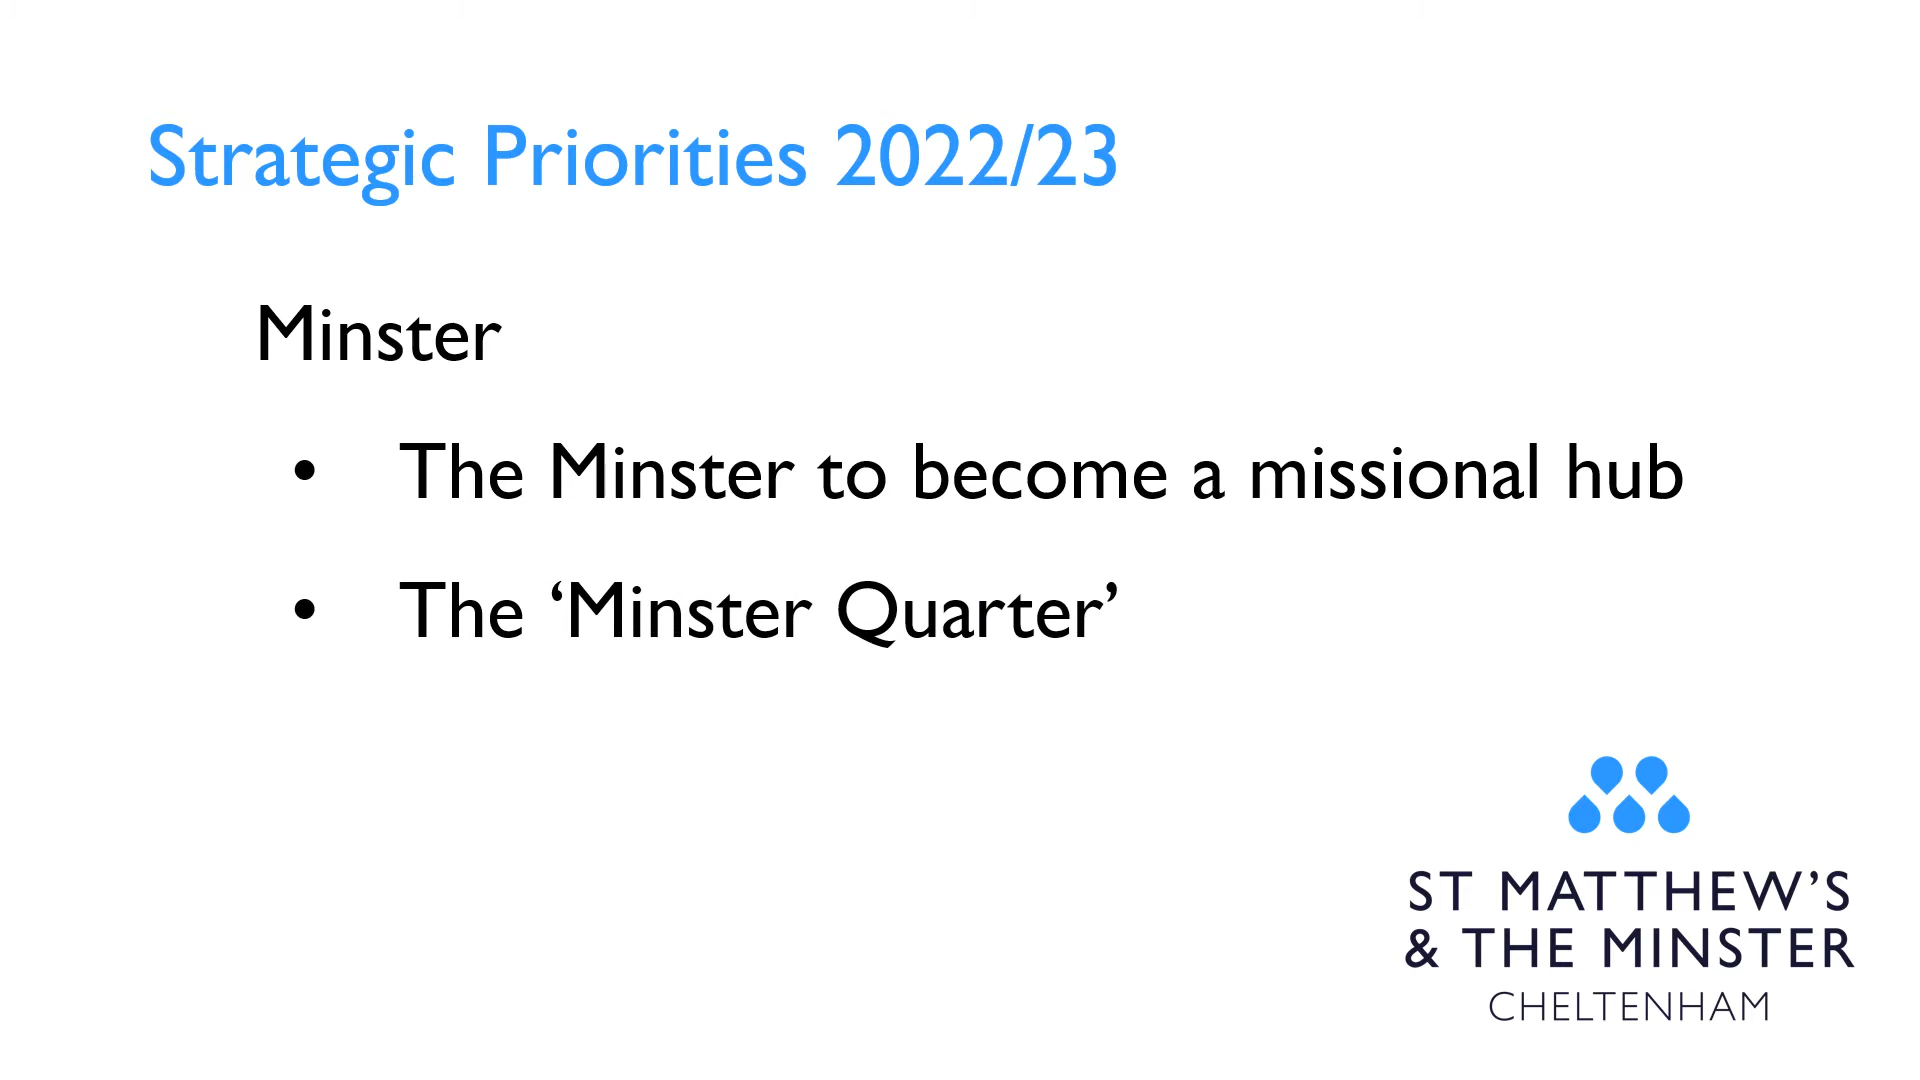 Strategic Priorities 2022/23
Minster
• The Minster to become a missional hub
• The ‘Minster Quarter’
ST MATTHEW’S
& THE MINSTER
CHELTENHAM